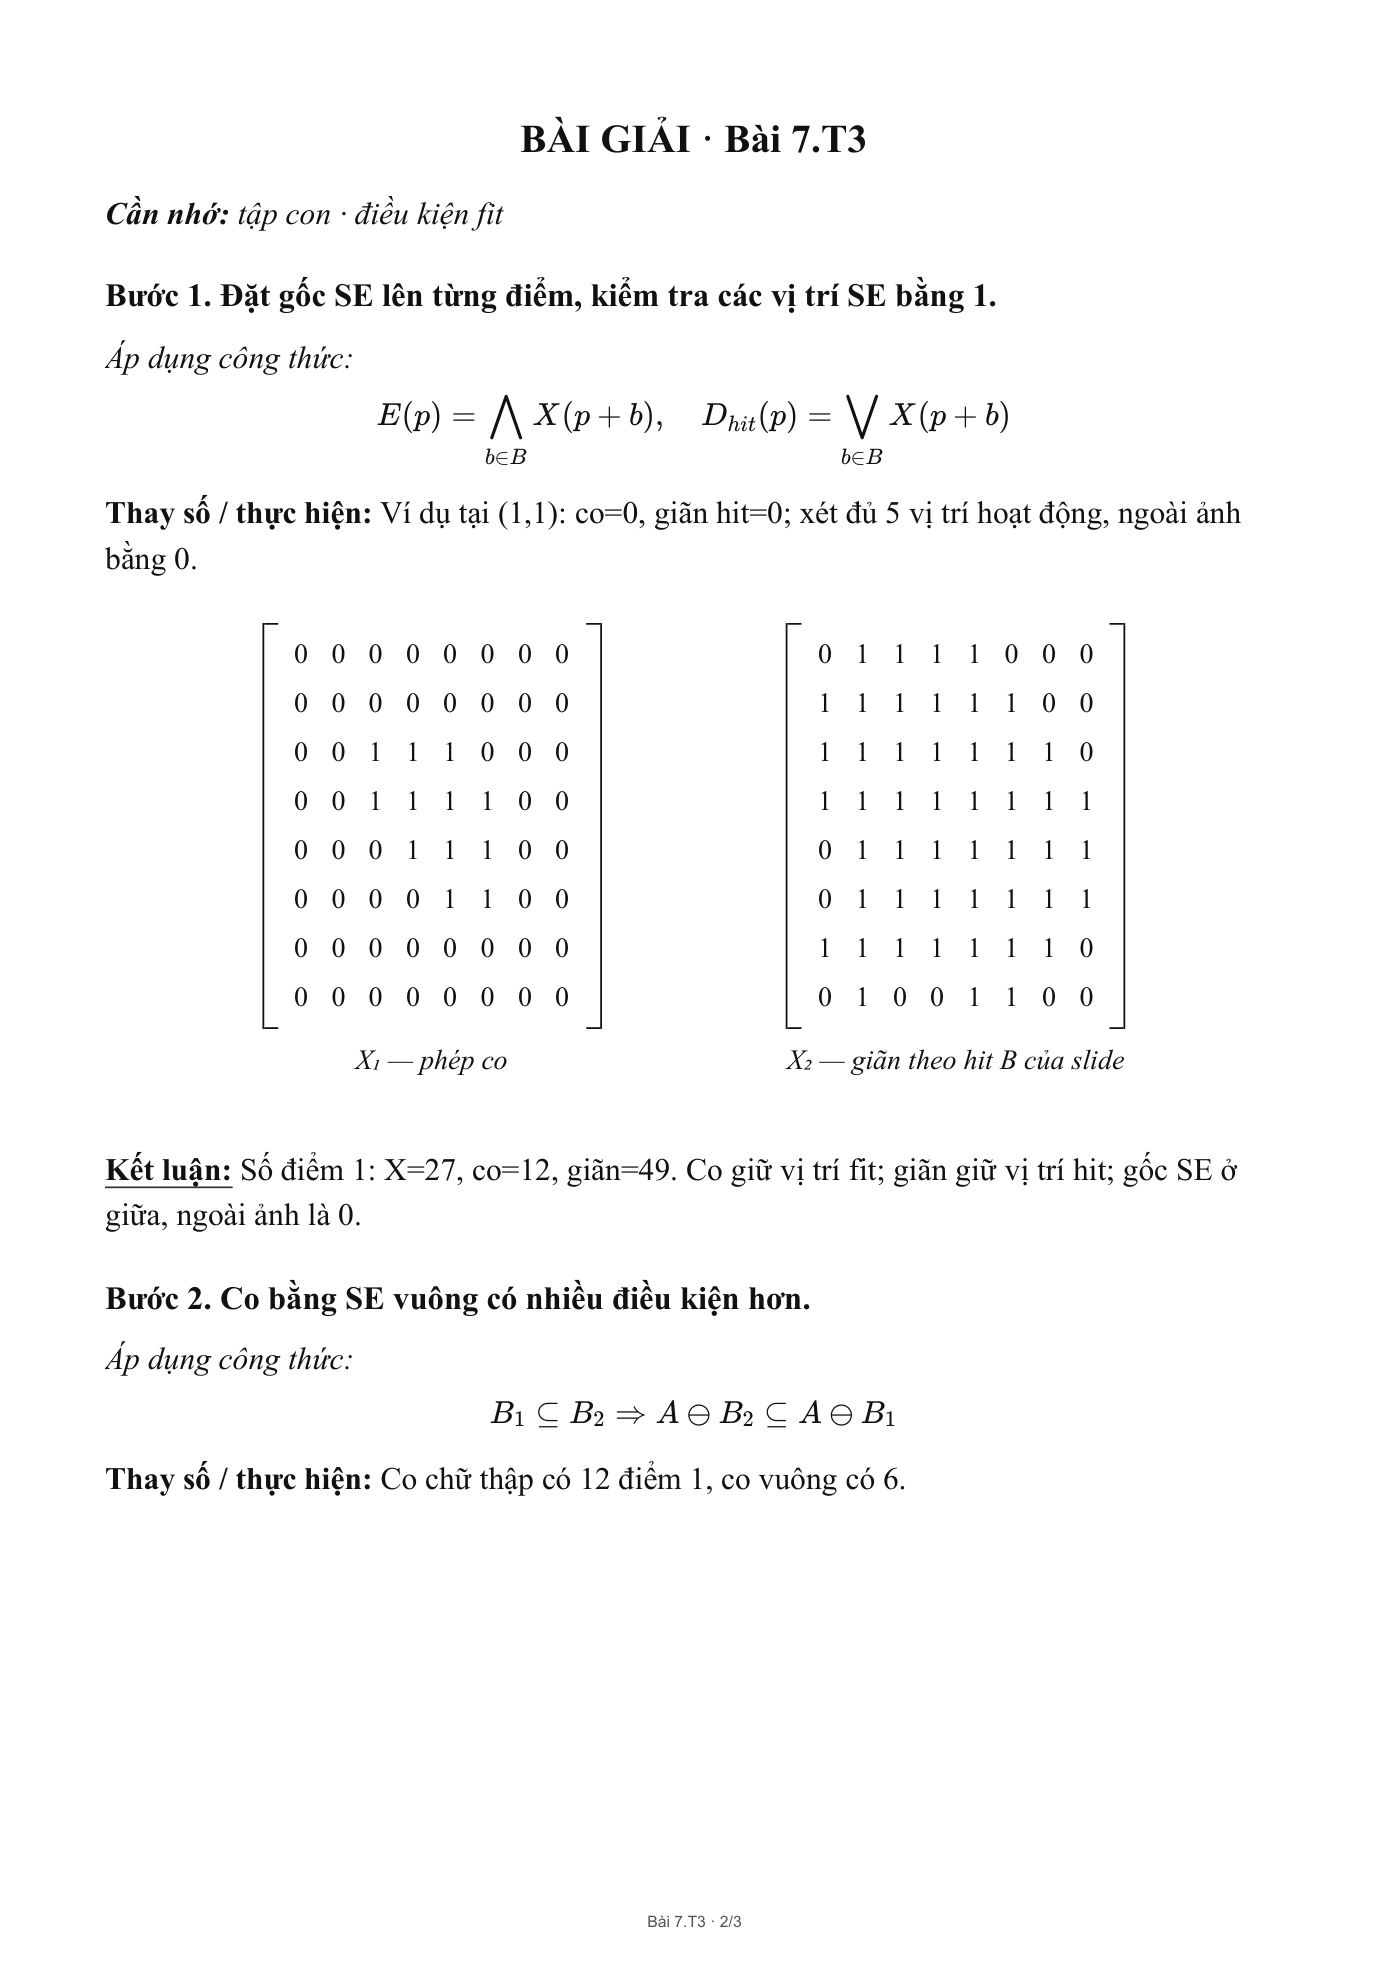 BÀI GIẢI · Bài 7.T3
Cần nhớ: tập con · điều kiện fit
Bước 1. Đặt gốc SE lên từng điểm, kiểm tra các vị trí SE bằng 1.
Áp dụng công thức:
E(p) = ⋀_{b∈B} X(p + b), D_{hit}(p) = ⋁_{b∈B} X(p + b)
Thay số / thực hiện: Ví dụ tại (1,1): co=0, giãn hit=0; xét đủ 5 vị trí hoạt động, ngoài ảnh
bằng 0.
0 0 0 0 0 0 0 0
0 0 0 0 0 0 0 0
0 0 1 1 1 0 0 0
0 0 1 1 1 1 0 0
0 0 0 1 1 1 0 0
0 0 0 0 1 1 0 0
0 0 0 0 0 0 0 0
0 0 0 0 0 0 0 0
X₁ — phép co
0 1 1 1 1 0 0 0
1 1 1 1 1 1 0 0
1 1 1 1 1 1 1 0
1 1 1 1 1 1 1 1
0 1 1 1 1 1 1 1
0 1 1 1 1 1 1 1
1 1 1 1 1 1 1 0
0 1 0 0 1 1 0 0
X₂ — giãn theo hit B của slide
Kết luận: Số điểm 1: X=27, co=12, giãn=49. Co giữ vị trí fit; giãn giữ vị trí hit; gốc SE ở
giữa, ngoài ảnh là 0.
Bước 2. Co bằng SE vuông có nhiều điều kiện hơn.
Áp dụng công thức:
B₁ ⊆ B₂ ⇒ A ⊖ B₂ ⊆ A ⊖ B₁
Thay số / thực hiện: Co chữ thập có 12 điểm 1, co vuông có 6.
Bài 7.T3 · 2/3